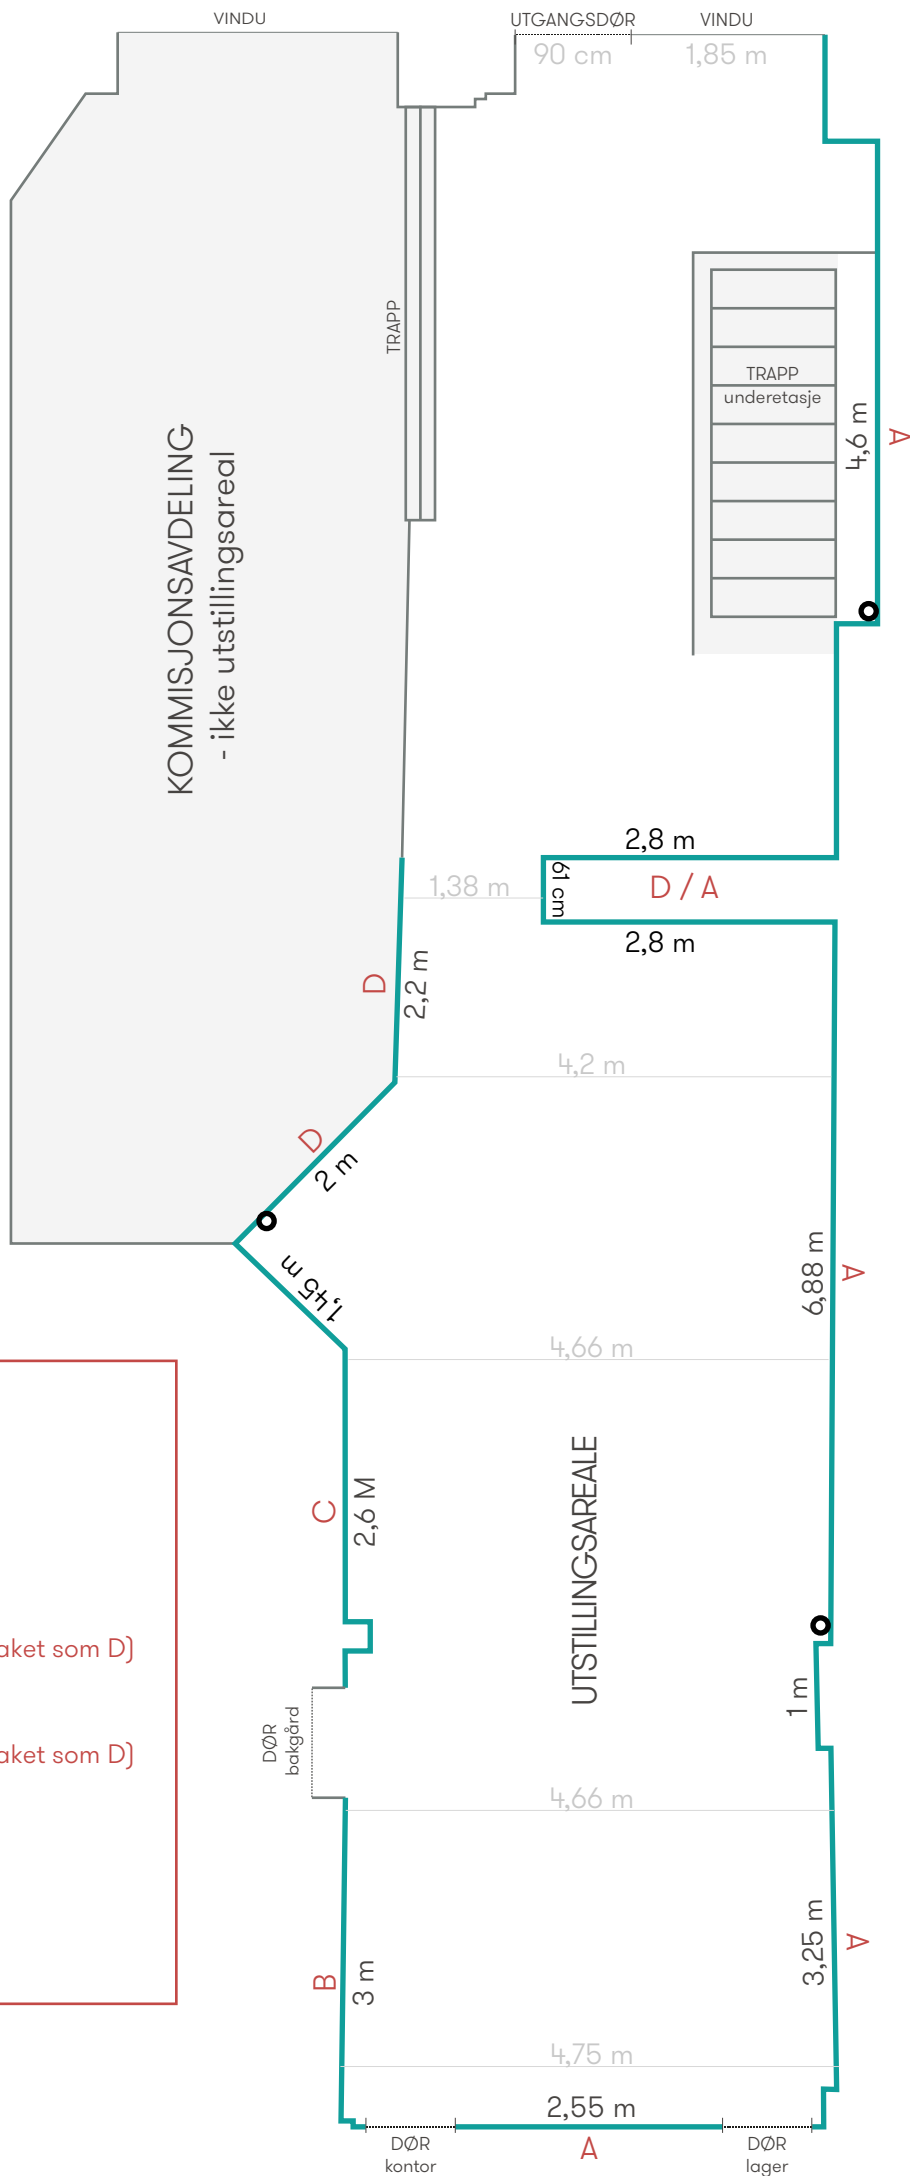 VINDU
UTGANGSDØR
VINDU
90 cm
1,85 m
TRAPP
TRAPP
underetasje
4,6 m
A
KOMMISJONSAVDELING
- ikke utstillingsareal
2,8 m
1,38 m
61 cm
D / A
2,8 m
D
2,2 m
4,2 m
D
2 m
1,45 m
6,88 m
A
4,66 m
C
2,6 M
UTSTILLINGSAREALE
aket som D)
1 m
DØR
bakgård
aket som D)
4,66 m
B
3 m
3,25 m
A
4,75 m
2,55 m
DØR
kontor
A
DØR
lager